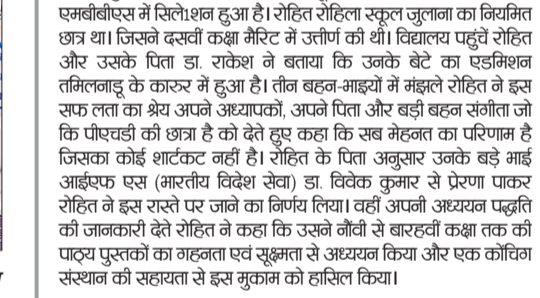 एमबीबीएस में सिले1शन हुआ है। रोहित रोहिला स्कूल जुलाना का नियमित
छात्र था। जिसने दसवीं कक्षा मैरिट में उत्तीर्ण की थी। विद्यालय पहुंचें रोहित
और उसके पिता डा. राकेश ने बताया कि उनके बेटे का एडमिशन
तमिलनाडू के कारुर में हुआ है। तीन बहन-भाइयों में मंझले रोहित ने इस
सफ लता का श्रेय अपने अध्यापकों, अपने पिता और बड़ी बहन संगीता जो
कि पीएचडी की छात्रा है को देते हुए कहा कि सब मेहनत का परिणाम है
जिसका कोई शार्टकट नहीं है। रोहित के पिता अनुसार उनके बड़े भाई
आईएफ एस (भारतीय विदेश सेवा) डा. विवेक कुमार से प्रेरणा पाकर
रोहित ने इस रास्ते पर जाने का निर्णय लिया। वहीं अपनी अध्ययन पद्धति
की जानकारी देते रोहित ने कहा कि उसने नौंवी से बारहवीं कक्षा तक की
पाठ्य पुस्तकों का गहनता एवं सूक्ष्मता से अध्ययन किया और एक कोंचिग
संस्थान की सहायता से इस मुकाम को हासिल किया।